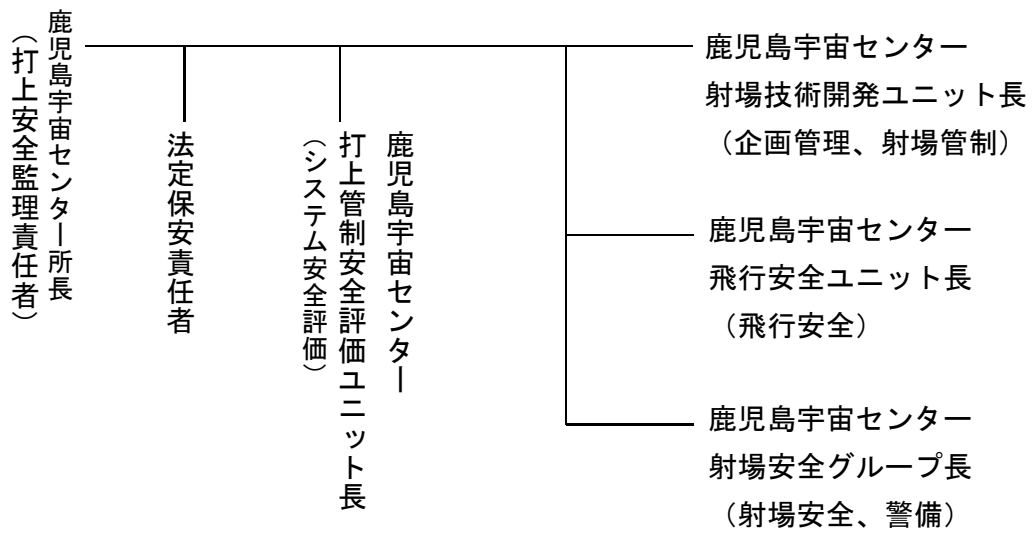 鹿児島宇宙センター所長
（打上安全監理責任者）
法定保安責任者
鹿児島宇宙センター
打上管制安全評価ユニット長
（システム安全評価）
鹿児島宇宙センター
射場技術開発ユニット長
（企画管理、射場管制）
鹿児島宇宙センター
飛行安全ユニット長
（飛行安全）
鹿児島宇宙センター
射場安全グループ長
（射場安全、警備）